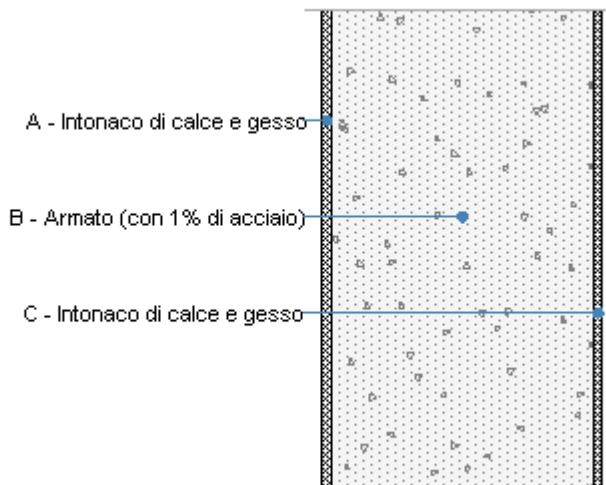 A - Intonaco di calce e gesso
B - Armato (con 1% di acciaio)
C - Intonaco di calce e gesso